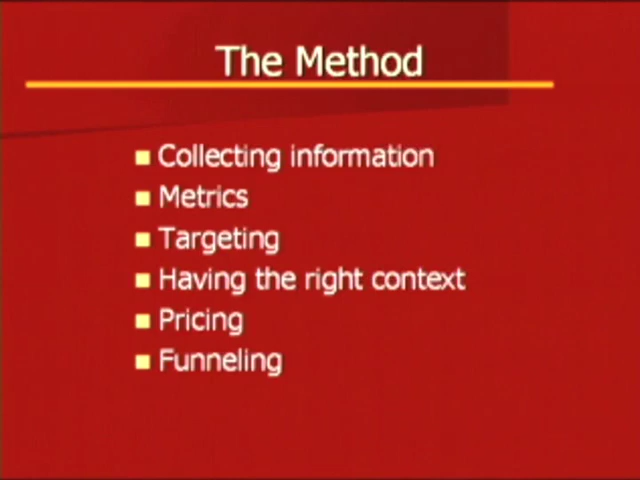 The Method
Collecting information
Metrics
Targeting
Having the right context
Pricing
Funneling